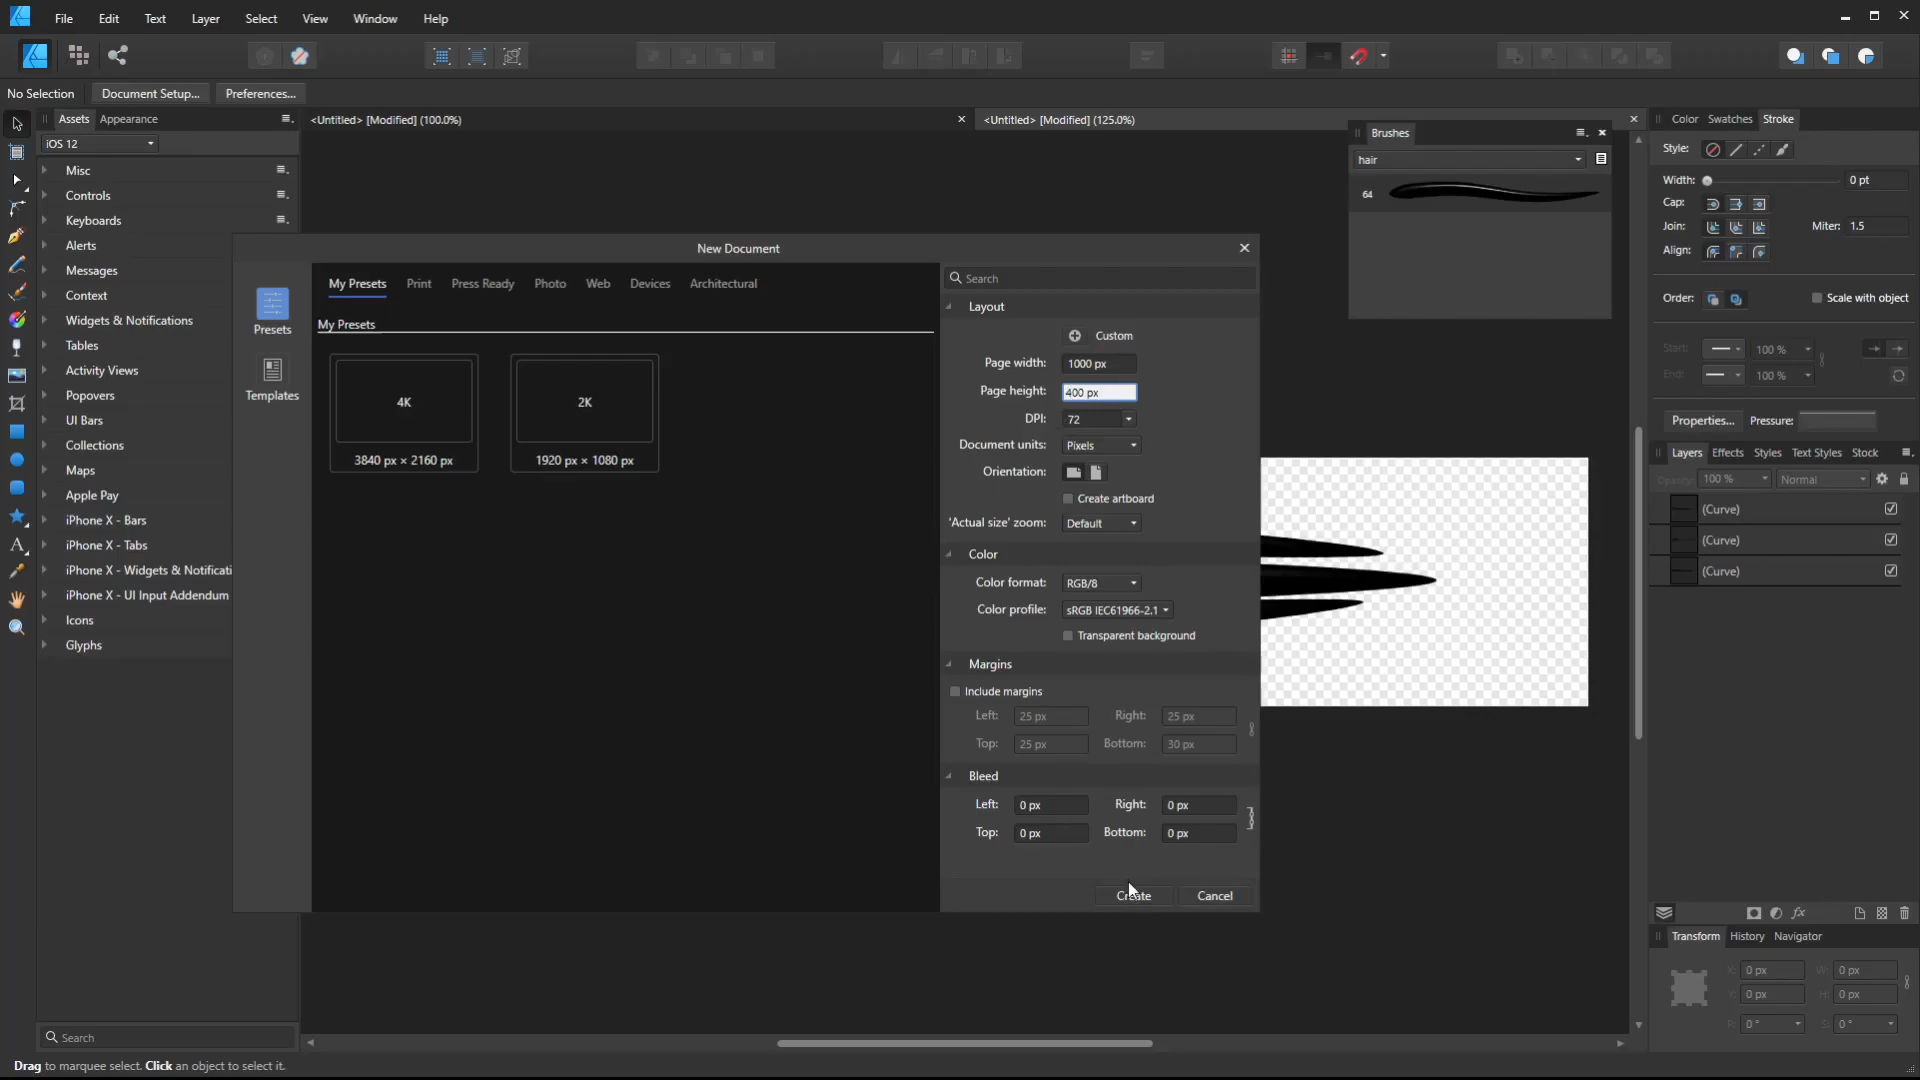 File Edit Text Layer Select View Window Help
No Selection Document Setup... Preferences...
Assets Appearance
<Untitled> [Modified] (100.0%)
<Untitled> [Modified] (125.0%)
iOS 12
Misc
Controls
Keyboards
Alerts
Messages
Context
Widgets & Notifications
Tables
Activity Views
Popovers
UI Bars
Collections
Maps
Apple Pay
iPhone X - Bars
iPhone X - Tabs
iPhone X - Widgets & Notificati
iPhone X - UI Input Addendum
Icons
Glyphs
Search
New Document
Presets
Templates
My Presets Print Press Ready Photo Web Devices Architectural
My Presets
4K
3840 px × 2160 px
2K
1920 px × 1080 px
Search
Layout
Custom
Page width: 1000 px
Page height: 400 px
DPI: 72
Document units: Pixels
Orientation:
Create artboard
'Actual size' zoom: Default
Color
Color format: RGB/8
Color profile: sRGB IEC61966-2.1
Transparent background
Margins
Include margins
Left: 25 px Right: 25 px
Top: 25 px Bottom: 30 px
Bleed
Left: 0 px Right: 0 px
Top: 0 px Bottom: 0 px
Create Cancel
Brushes
hair
64
Color Swatches Stroke
Style:
Width: 0 pt
Cap:
Join: Miter: 1.5
Align:
Order: Scale with object
Start: 100 %
End: 100 %
Properties... Pressure:
Layers Effects Styles Text Styles Stock
Opacity: 100 % Normal
(Curve)
(Curve)
(Curve)
fx
Transform History Navigator
X: 0 px W: 0 px
Y: 0 px H: 0 px
R: 0 ° S: 0 °
Drag to marquee select. Click an object to select it.